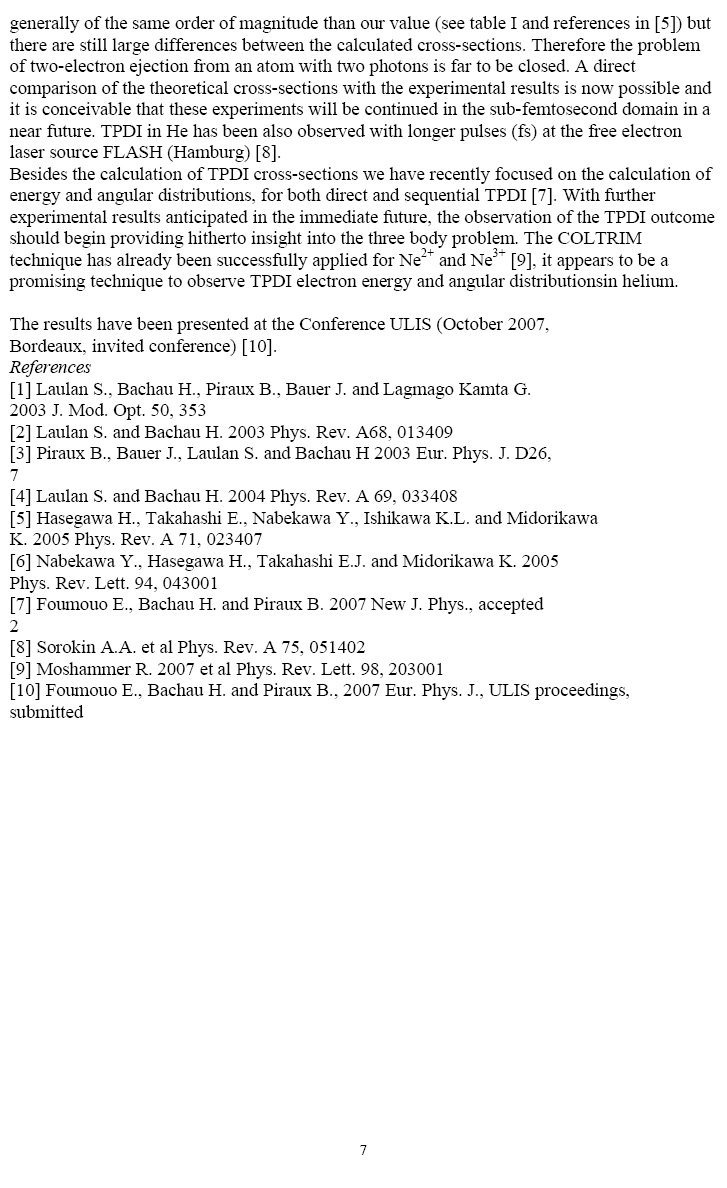 generally of the same order of magnitude than our value (see table I and references in [5]) but
there are still large differences between the calculated cross-sections. Therefore the problem
of two-electron ejection from an atom with two photons is far to be closed. A direct
comparison of the theoretical cross-sections with the experimental results is now possible and
it is conceivable that these experiments will be continued in the sub-femtosecond domain in a
near future. TPDI in He has been also observed with longer pulses (fs) at the free electron
laser source FLASH (Hamburg) [8].
Besides the calculation of TPDI cross-sections we have recently focused on the calculation of
energy and angular distributions, for both direct and sequential TPDI [7]. With further
experimental results anticipated in the immediate future, the observation of the TPDI outcome
should begin providing hitherto insight into the three body problem. The COLTRIM
technique has already been successfully applied for Ne²⁺ and Ne³⁺ [9], it appears to be a
promising technique to observe TPDI electron energy and angular distributionsin helium.
The results have been presented at the Conference ULIS (October 2007,
Bordeaux, invited conference) [10].
References
[1] Laulan S., Bachau H., Piraux B., Bauer J. and Lagmago Kamta G.
2003 J. Mod. Opt. 50, 353
[2] Laulan S. and Bachau H. 2003 Phys. Rev. A68, 013409
[3] Piraux B., Bauer J., Laulan S. and Bachau H 2003 Eur. Phys. J. D26,
7
[4] Laulan S. and Bachau H. 2004 Phys. Rev. A 69, 033408
[5] Hasegawa H., Takahashi E., Nabekawa Y., Ishikawa K.L. and Midorikawa
K. 2005 Phys. Rev. A 71, 023407
[6] Nabekawa Y., Hasegawa H., Takahashi E.J. and Midorikawa K. 2005
Phys. Rev. Lett. 94, 043001
[7] Foumouo E., Bachau H. and Piraux B. 2007 New J. Phys., accepted
2
[8] Sorokin A.A. et al Phys. Rev. A 75, 051402
[9] Moshammer R. 2007 et al Phys. Rev. Lett. 98, 203001
[10] Foumouo E., Bachau H. and Piraux B., 2007 Eur. Phys. J., ULIS proceedings,
submitted
7